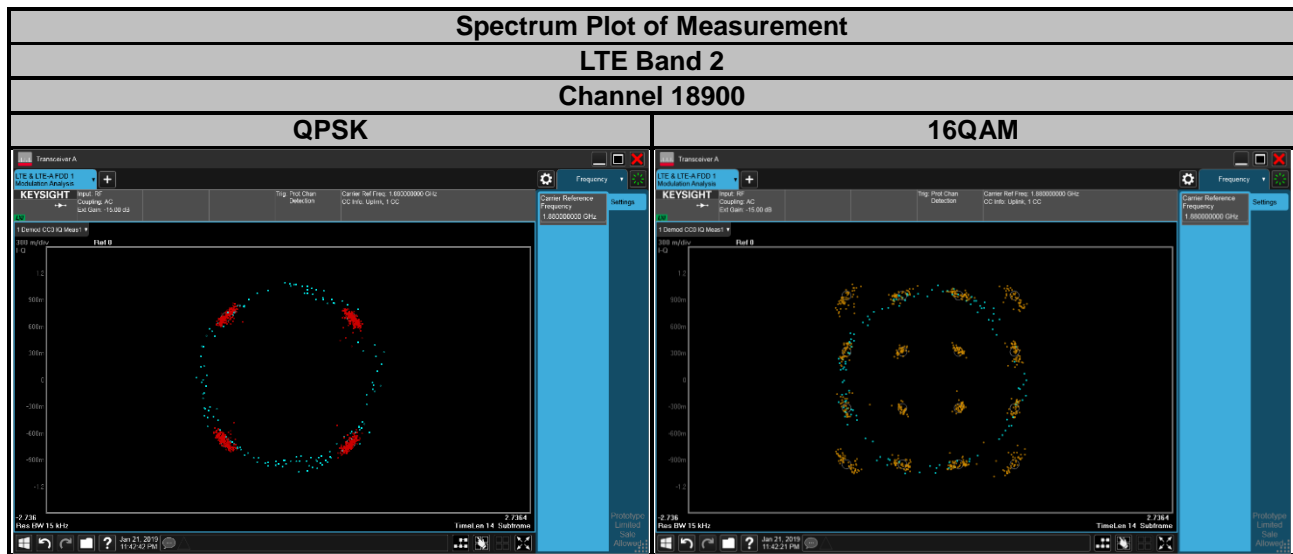 Spectrum Plot of Measurement
LTE Band 2
Channel 18900
QPSK
16QAM
Transceiver A
LTE & LTE-A FDD 1
Modulation Analysis
+
Frequency
KEYSIGHT
Input: RF
Coupling: AC
Ext Gain: -15.00 dB
Trig: Prot Chan
Detection
Carrier Ref Freq: 1.880000000 GHz
CC Info: Uplink, 1 CC
Carrier Reference
Frequency
1.880000000 GHz
Settings
1 Demod CC0 IQ Meas1
300 m/div
Ref 0
I-Q
1.2
900m
600m
300m
0
-300m
-600m
-900m
-1.2
-2.736
2.7364
Res BW 15 kHz
TimeLen 14 Subframe
Prototype
Limited
Sale
Allowed
?
Jan 21, 2019
11:42:42 PM
Transceiver A
LTE & LTE-A FDD 1
Modulation Analysis
+
Frequency
KEYSIGHT
Input: RF
Coupling: AC
Ext Gain: -15.00 dB
Trig: Prot Chan
Detection
Carrier Ref Freq: 1.880000000 GHz
CC Info: Uplink, 1 CC
Carrier Reference
Frequency
1.880000000 GHz
Settings
1 Demod CC0 IQ Meas1
300 m/div
Ref 0
I-Q
1.2
900m
600m
300m
0
-300m
-600m
-900m
-1.2
-2.736
2.7364
Res BW 15 kHz
TimeLen 14 Subframe
Prototype
Limited
Sale
Allowed
?
Jan 21, 2019
11:42:21 PM